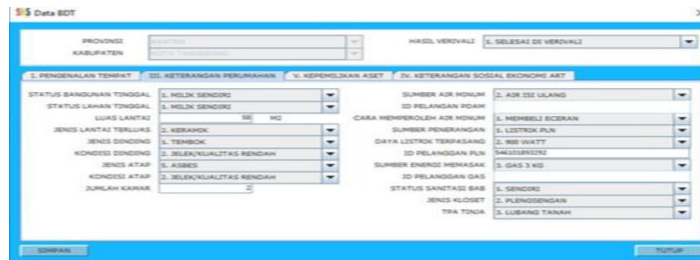 SIKS Data BDT
PROVINSI BANTEN HASIL VERIVALI 1. SELESAI DI VERIVALI
KABUPATEN KOTA TANGERANG
I. PENGENALAN TEMPAT III. KETERANGAN PERUMAHAN V. KEPEMILIKAN ASET IV. KETERANGAN SOSIAL EKONOMI ART
STATUS BANGUNAN TINGGAL 1. MILIK SENDIRI SUMBER AIR MINUM 2. AIR ISI ULANG
STATUS LAHAN TINGGAL 1. MILIK SENDIRI ID PELANGAN PDAM
LUAS LANTAI 50 M2 CARA MEMPEROLEH AIR MINUM 1. MEMBELI ECERAN
JENIS LANTAI TERLUAS 2. KERAMIK SUMBER PENERANGAN 1. LISTRIK PLN
JENIS DINDING 1. TEMBOK DAYA LISTRIK TERPASANG 2. 900 WATT
KONDISI DINDING 2. JELEK/KUALITAS RENDAH ID PELANGGAN PLN
JENIS ATAP 5. ASBES SUMBER ENERGI MEMASAK 3. GAS 3 KG
KONDISI ATAP 2. JELEK/KUALITAS RENDAH ID PELANGGAN GAS
JUMLAH KAMAR 2 STATUS SANITASI BAB 1. SENDIRI
JENIS KLOSET 2. PLENGSENGAN
TPA TINJA 3. LUBANG TANAH
SIMPAN TUTUP